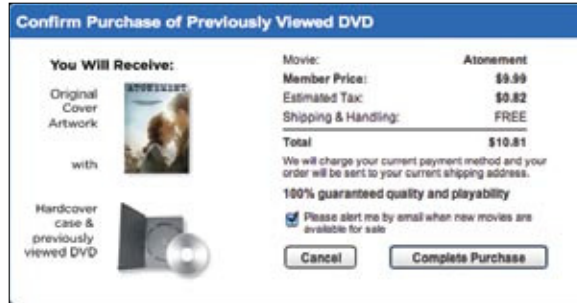 Confirm Purchase of Previously Viewed DVD
You Will Receive:
Original
Cover
Artwork
ATONEMENT
with
Hardcover
case &
previously
viewed DVD
Movie: Atonement
Member Price: $9.99
Estimated Tax: $0.82
Shipping & Handling: FREE
Total $10.81
We will charge your current payment method and your
order will be sent to your current shipping address.
100% guaranteed quality and playability
Please alert me by email when new movies are
available for sale
Cancel Complete Purchase